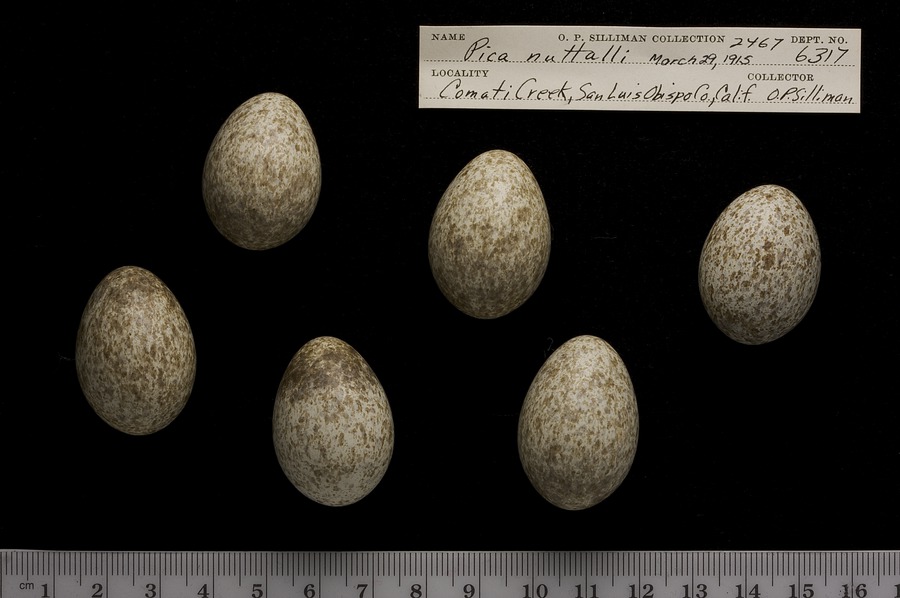 NAME O. P. SILLIMAN COLLECTION 2467 DEPT. NO.
Pica nuttalli March 29, 1915 6317
LOCALITY COLLECTOR
Comati Creek, San Luis Obispo Co., Calif. O.P. Silliman
cm 1 2 3 4 5 6 7 8 9 10 11 12 13 14 15 16 1